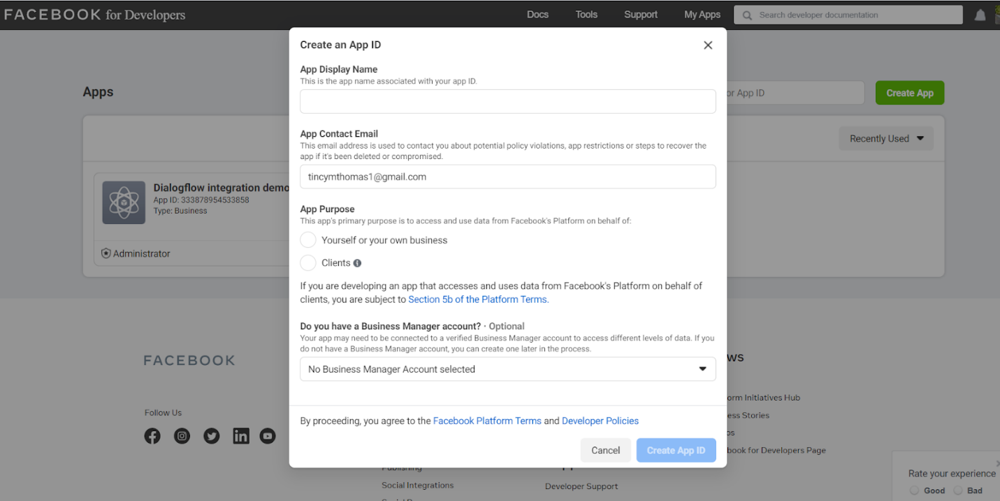 FACEBOOK for Developers
Docs
Tools
Support
My Apps
Search developer documentation
Create an App ID
App Display Name
This is the app name associated with your app ID.
Apps
or App ID
Create App
App Contact Email
This email address is used to contact you about potential policy violations, app restrictions or steps to recover the
app if it's been deleted or compromised.
tincymthomas1@gmail.com
Recently Used
Dialogflow integration demo
App ID: 333878954533858
Type: Business
Administrator
App Purpose
This app's primary purpose is to access and use data from Facebook's Platform on behalf of:
Yourself or your own business
Clients
If you are developing an app that accesses and uses data from Facebook's Platform on behalf of
clients, you are subject to Section 5b of the Platform Terms.
Do you have a Business Manager account? · Optional
Your app may need to be connected to a verified Business Manager account to access different levels of data. If you
do not have a Business Manager account, you can create one later in the process.
No Business Manager Account selected
By proceeding, you agree to the Facebook Platform Terms and Developer Policies
Cancel
Create App ID
FACEBOOK
Follow Us
Publishing
Social Integrations
Developer Support
ws
orm Initiatives Hub
ess Stories
os
book for Developers Page
Rate your experience
Good
Bad